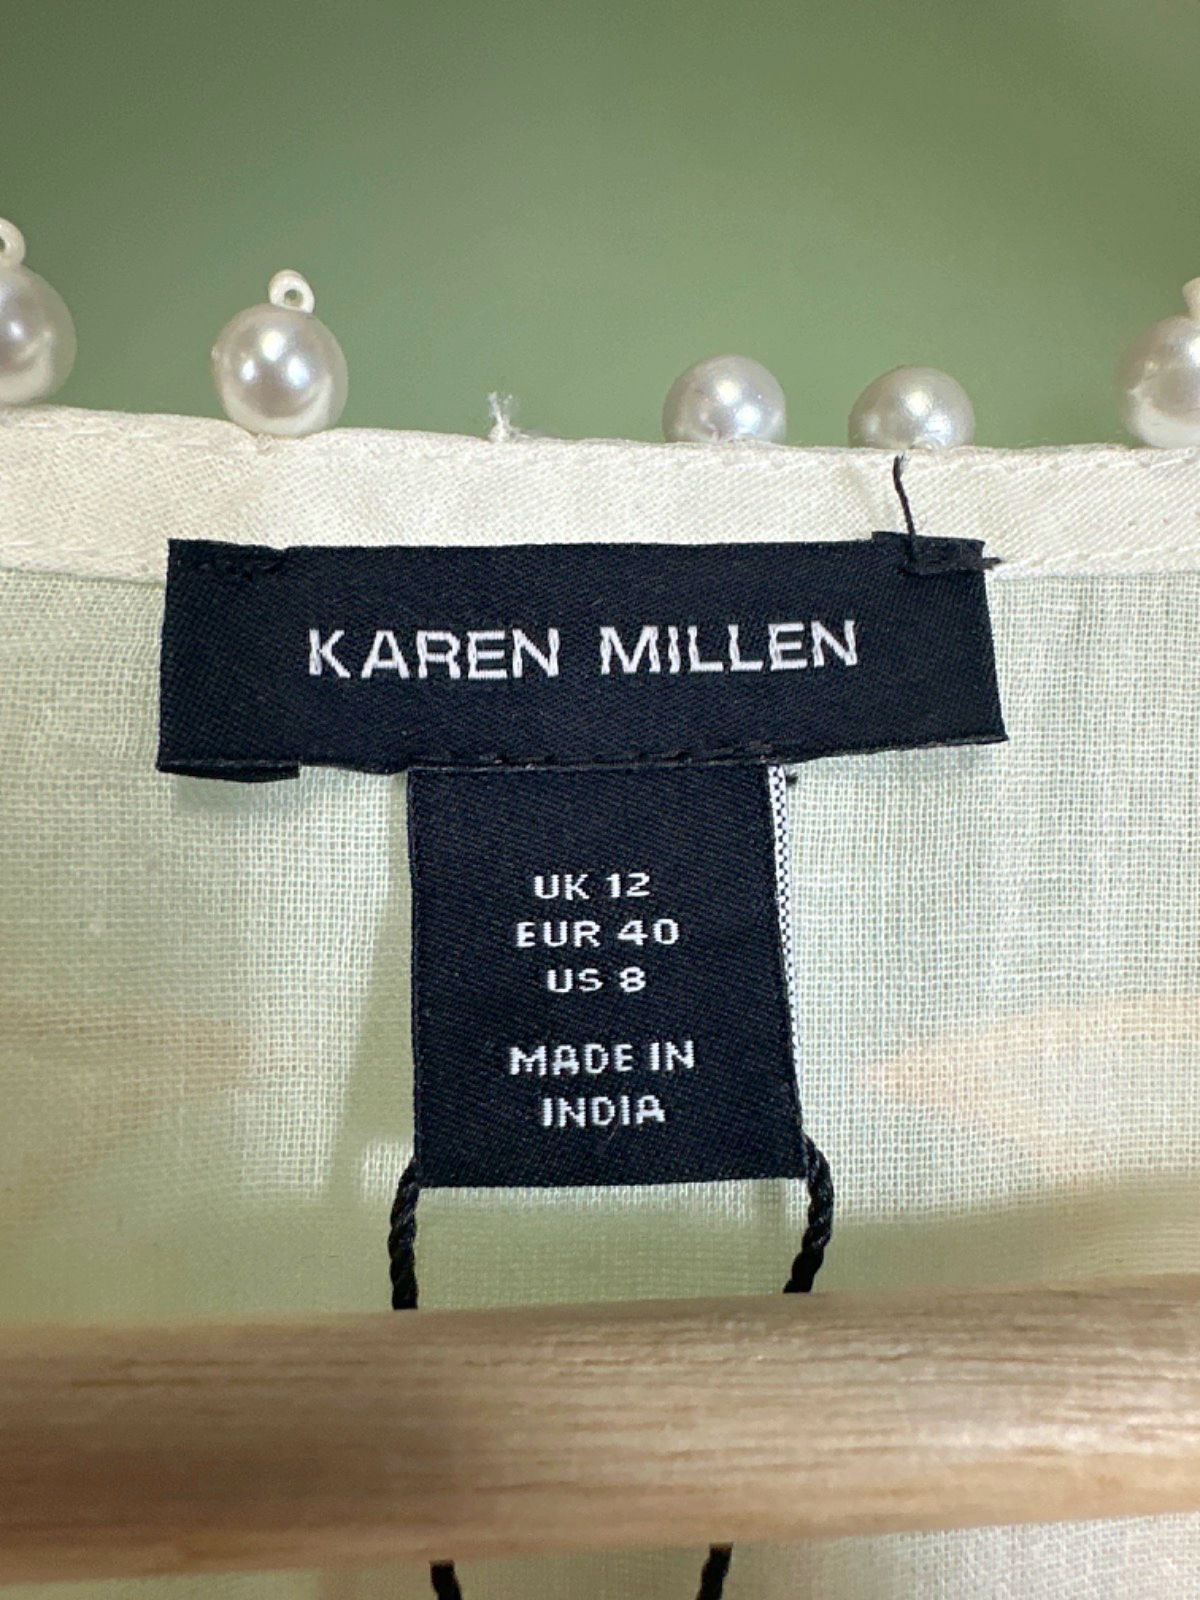 KAREN MILLEN
UK 12
EUR 40
US 8
MADE IN
INDIA